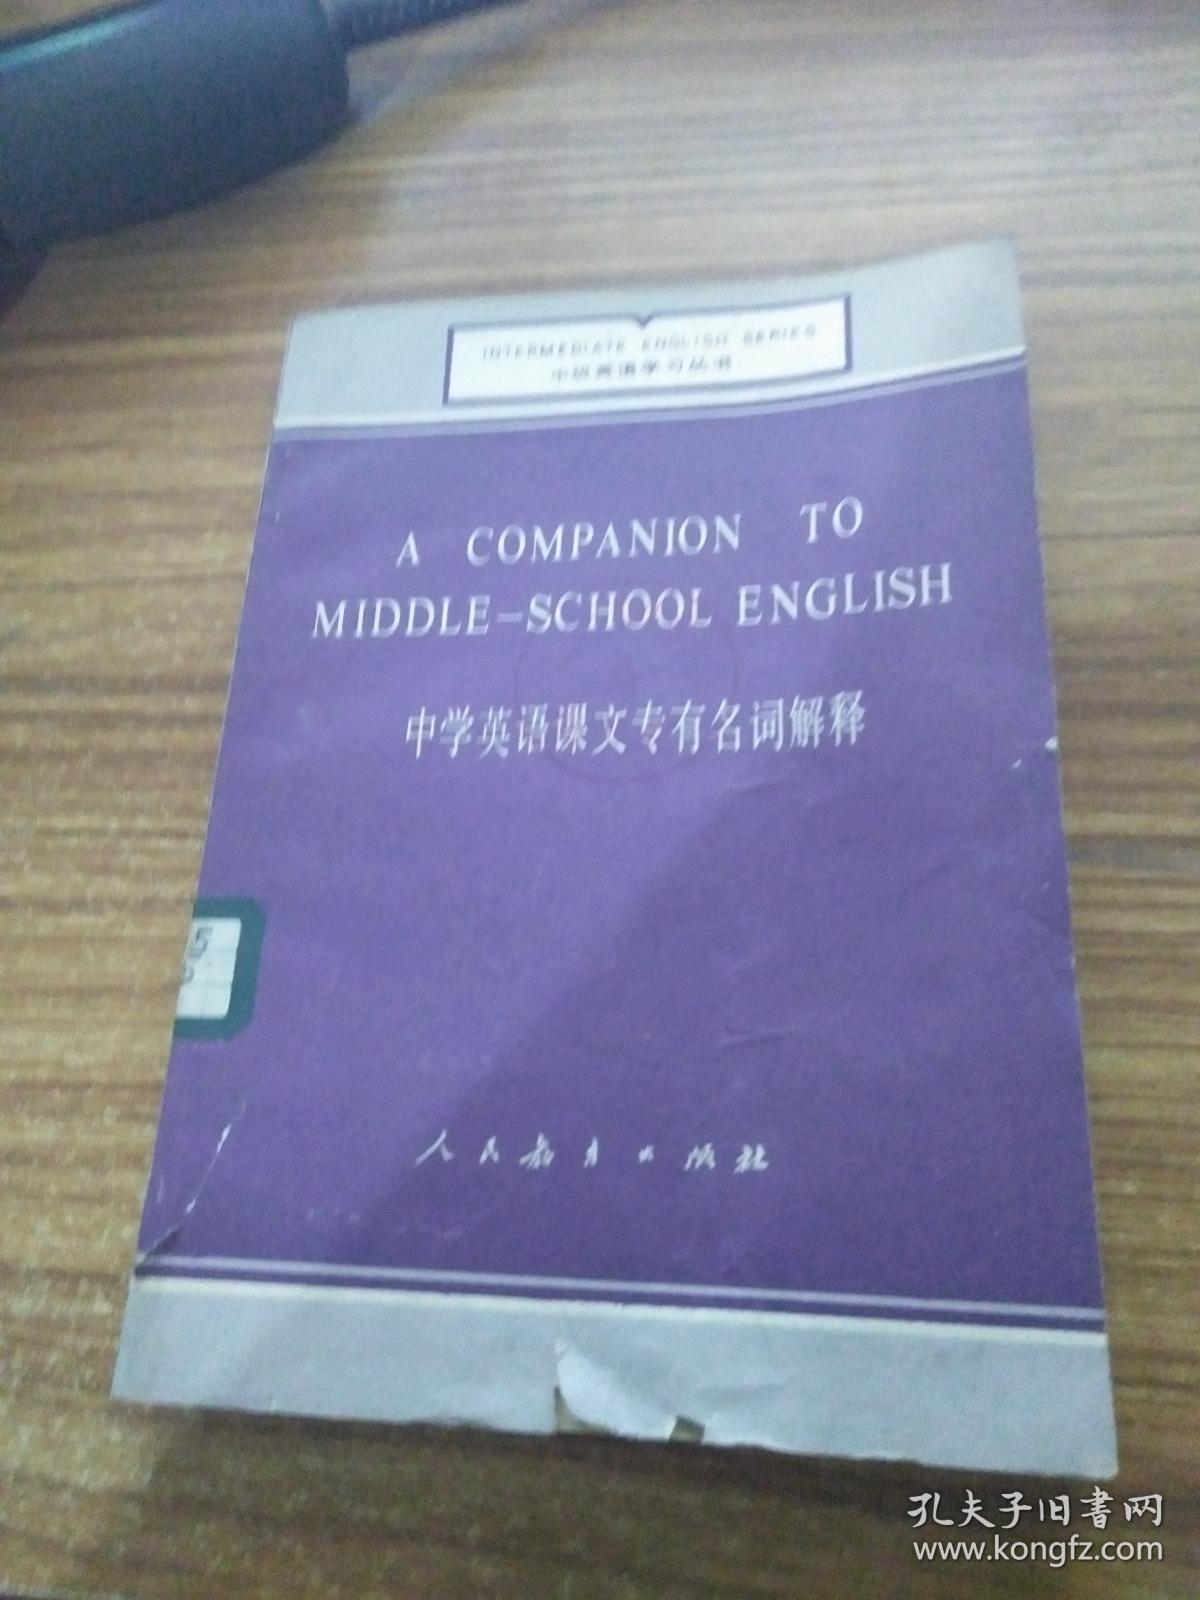 INTERMEDIATE ENGLISH SERIES
中级英语学习丛书
A COMPANION TO
MIDDLE-SCHOOL ENGLISH
中学英语课文专有名词解释
5
人民教育出版社
孔夫子旧书网
www.kongfz.com